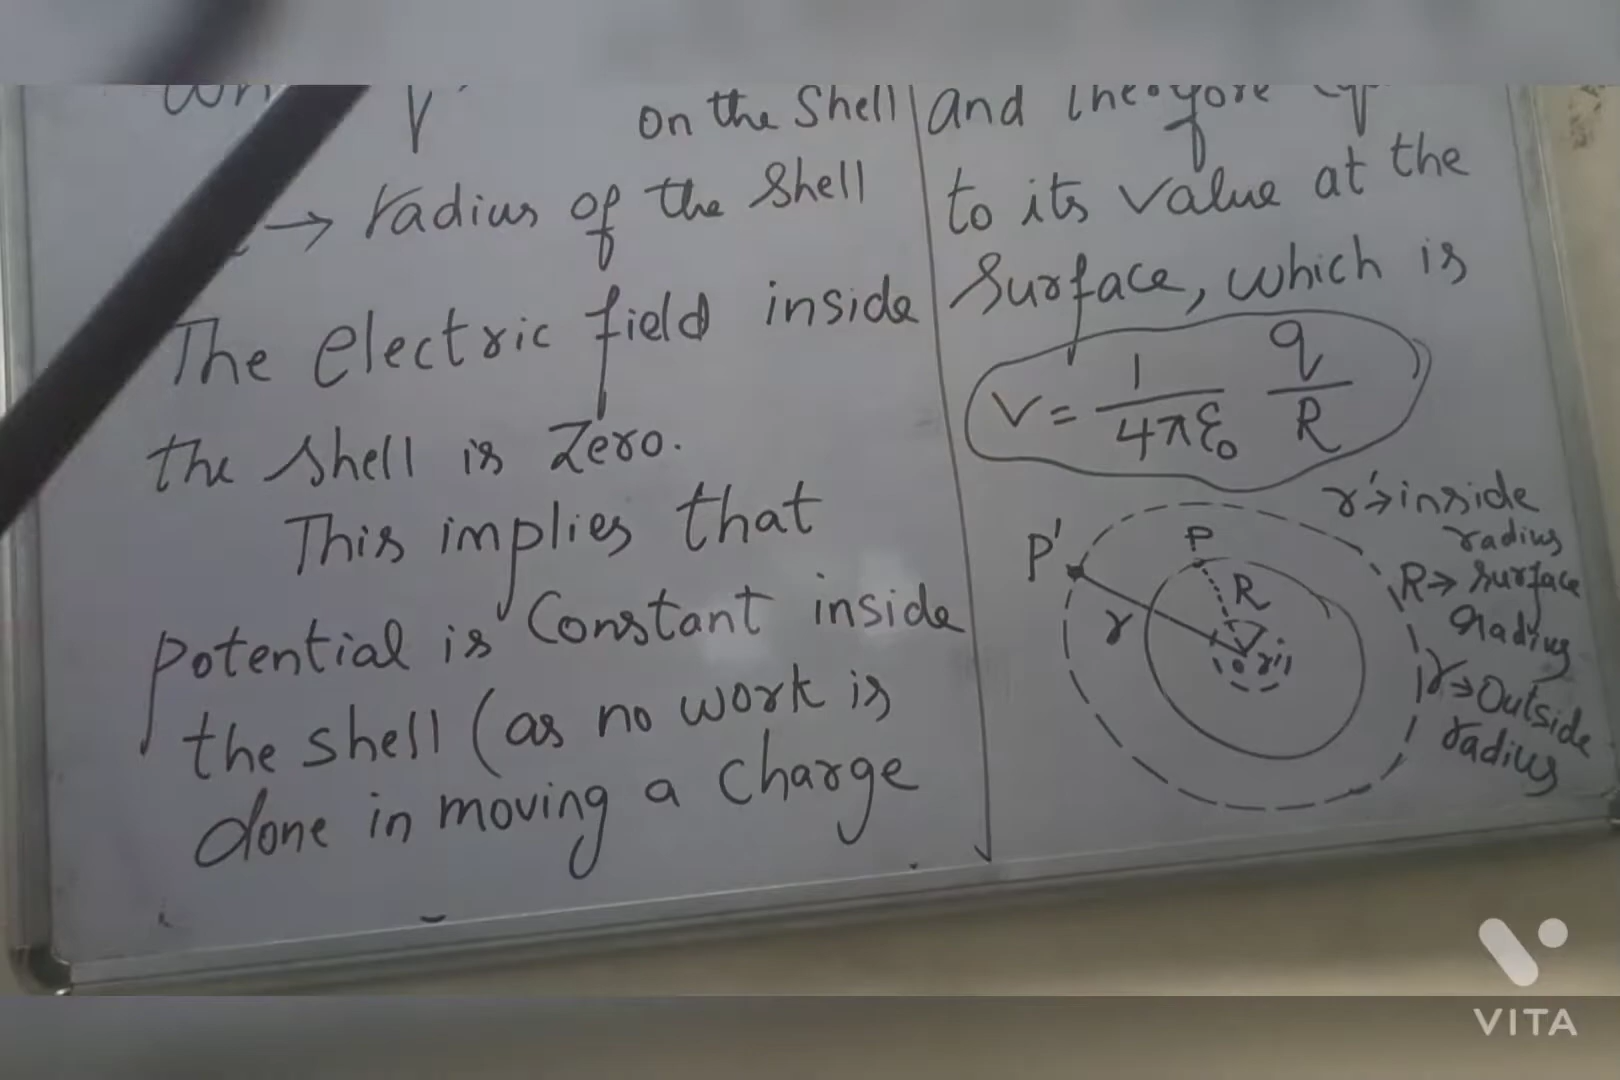 on the Shell
→ radius of the Shell
The electric field inside
the shell is Zero.
This implies that
potential is Constant inside
the shell (as no work is
done in moving a charge
and therefore
to its value at the
surface, which is
V = 1/4πε₀ q/R
r'→ inside
radius
R→ surface
radius
r→ outside
radius
P'
P
R
r
o r'
VITA